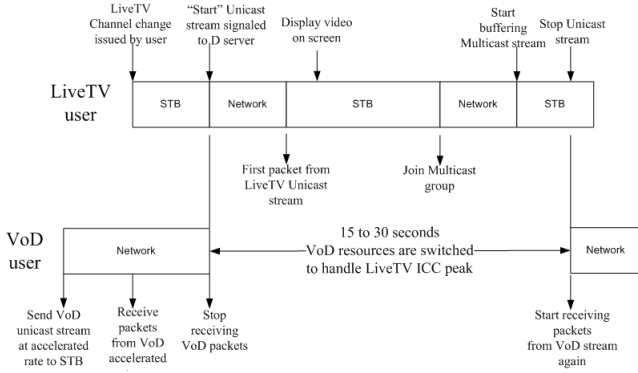 LiveTV
Channel change
issued by user
"Start" Unicast
stream signaled
to D server
Display video
on screen
Start
buffering
Multicast stream
Stop Unicast
stream
LiveTV
user
STB
Network
STB
Network
STB
First packet from
LiveTV Unicast
stream
Join Multicast
group
VoD
user
Network
15 to 30 seconds
VoD resources are switched
to handle LiveTV ICC peak
Network
Send VoD
unicast stream
at accelerated
rate to STB
Receive
packets
from VoD
accelerated
Stop
receiving
VoD packets
Start receiving
packets
from VoD stream
again